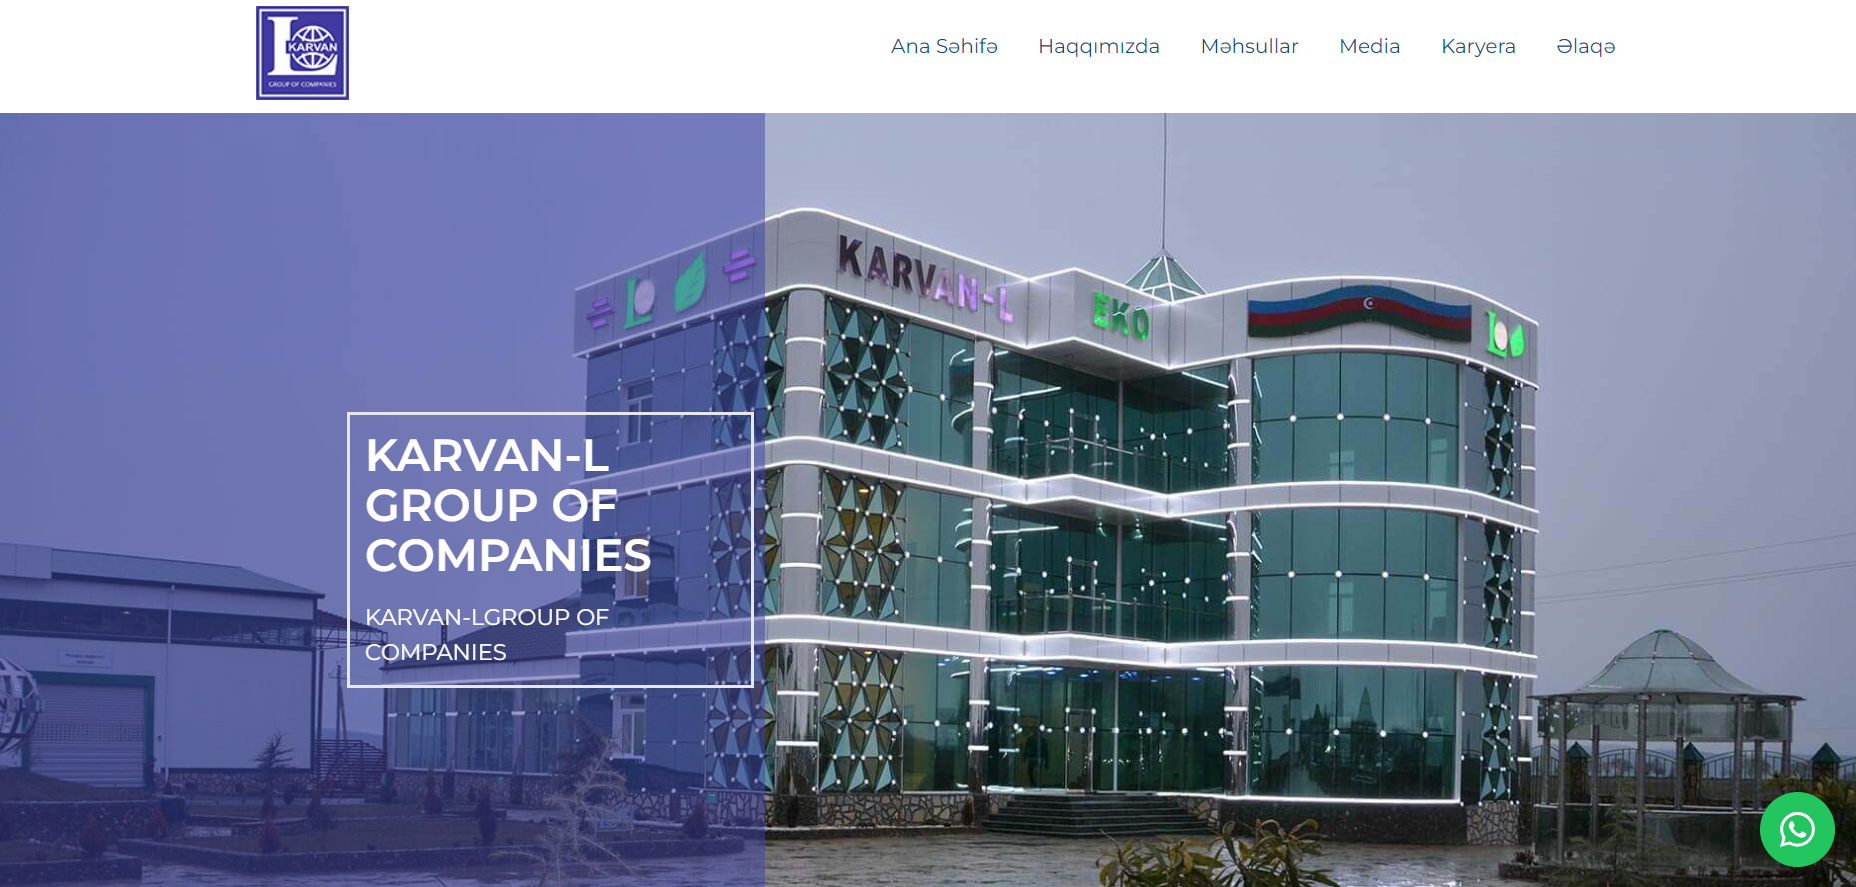 KARVAN
GROUP OF COMPANIES
Ana Səhifə
Haqqımızda
Məhsullar
Media
Karyera
Əlaqə
KARVAN-L
EKO
L
L
KARVAN-L
GROUP OF
COMPANIES
KARVAN-LGROUP OF
COMPANIES